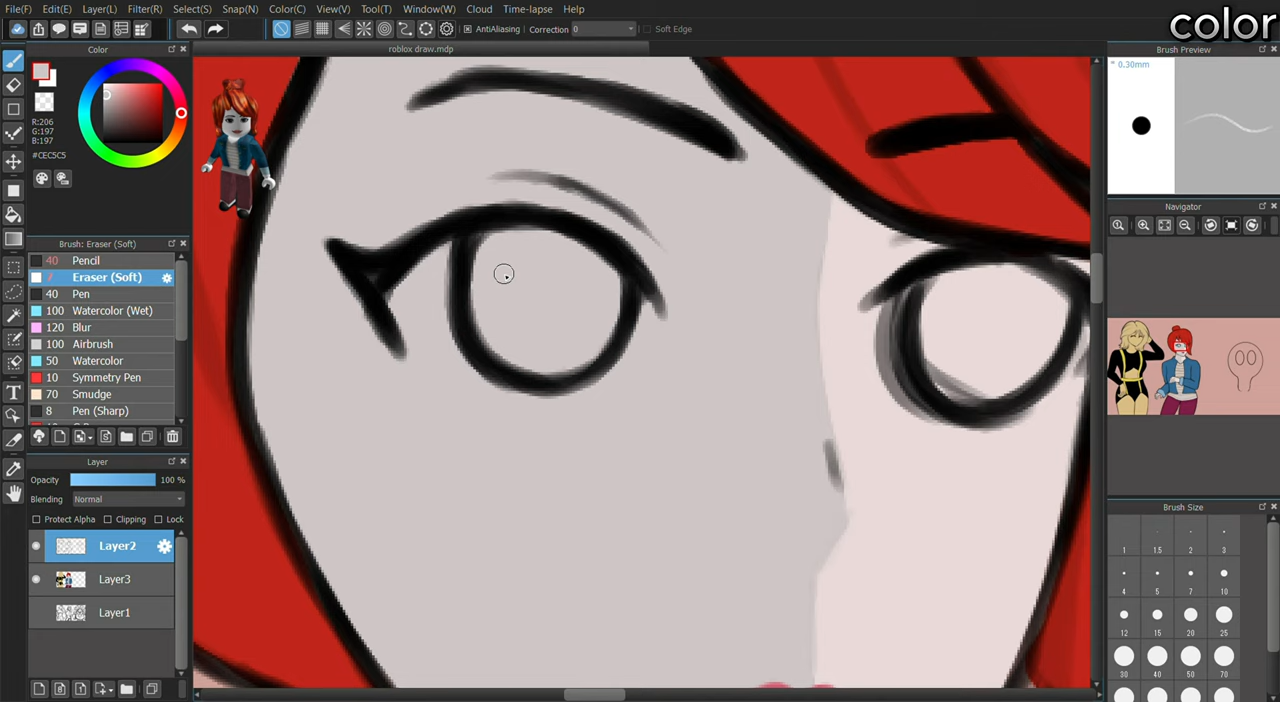 File(F) Edit(E) Layer(L) Filter(R) Select(S) Snap(N) Color(C) View(V) Tool(T) Window(W) Cloud Time-lapse Help
color
AntiAliasing Correction 0 Soft Edge
Color
roblox draw.mdp
Brush Preview
0.30mm
R:206
G:197
B:197
#CEC5C5
Navigator
Brush: Eraser (Soft)
40 Pencil
Eraser (Soft)
40 Pen
100 Watercolor (Wet)
120 Blur
100 Airbrush
50 Watercolor
10 Symmetry Pen
70 Smudge
8 Pen (Sharp)
Layer
Opacity 100 %
Blending Normal
Protect Alpha Clipping Lock
Layer2
Layer3
Layer1
Brush Size
1 1.5 2 3
4 5 7 10
12 15 20 25
30 40 50 70